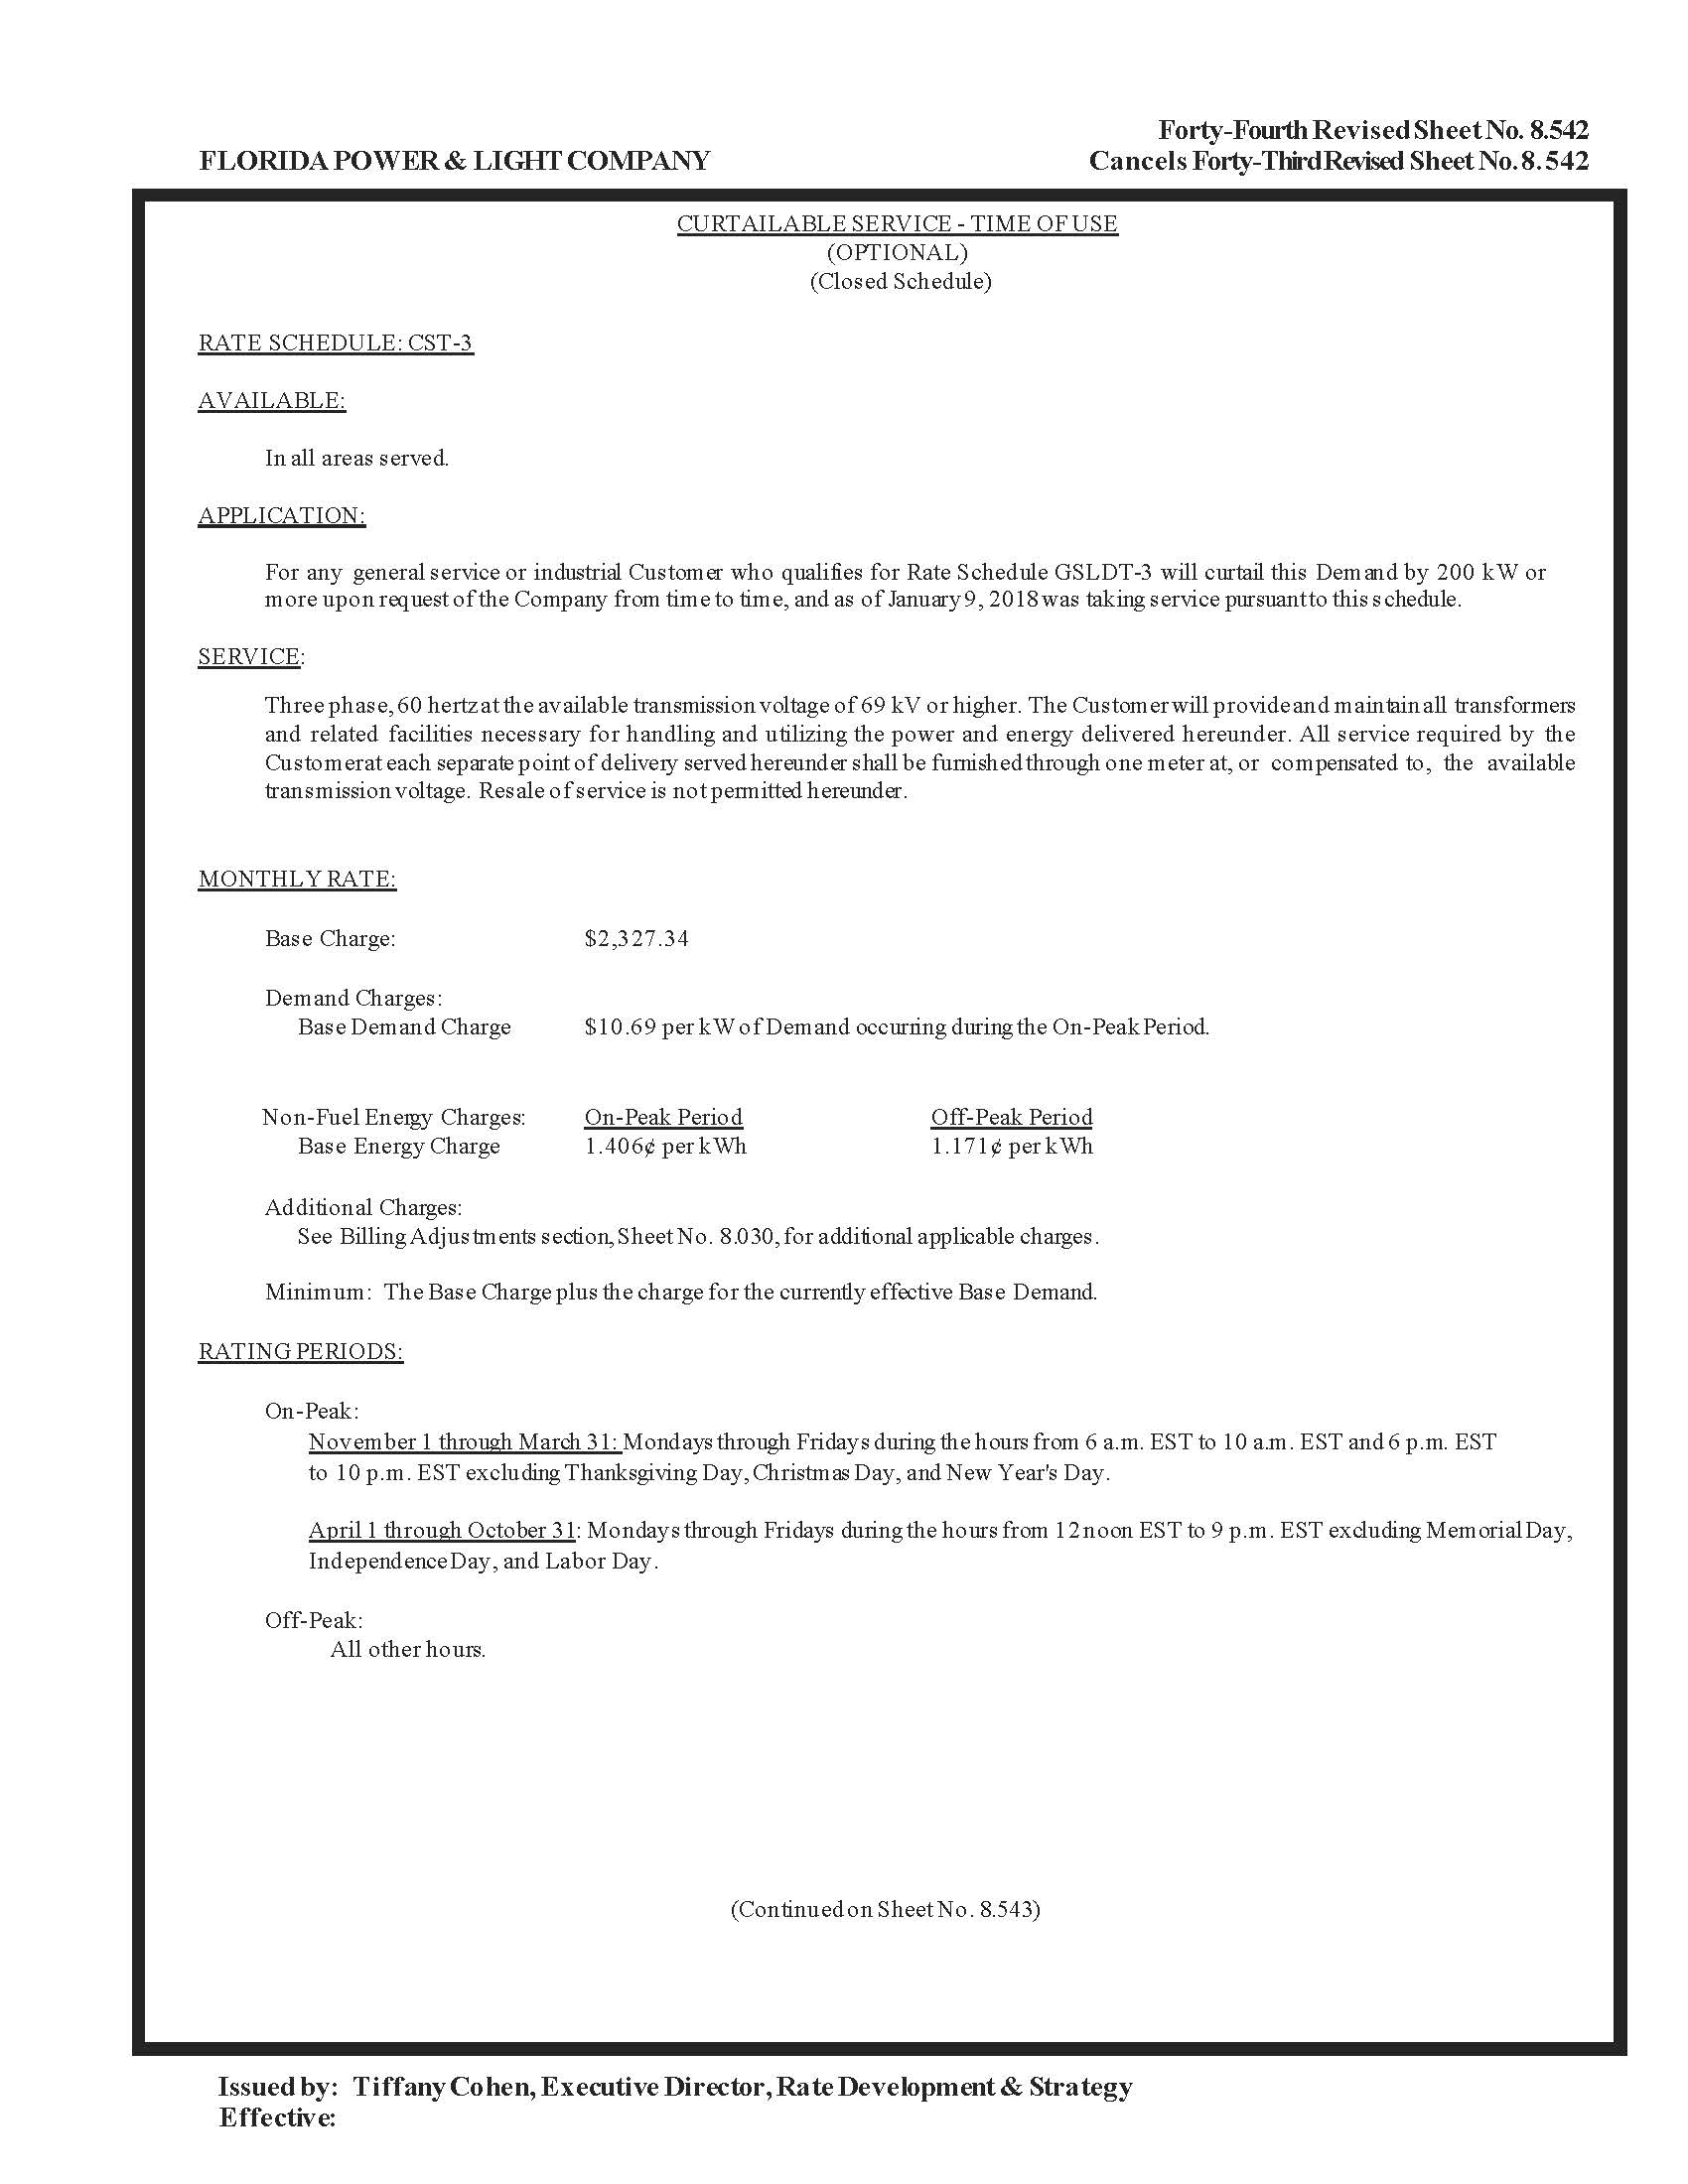 Forty-Fourth Revised Sheet No. 8.542
FLORIDA POWER & LIGHT COMPANY Cancels Forty-Third Revised Sheet No. 8.542
CURTAILABLE SERVICE - TIME OF USE
(OPTIONAL)
(Closed Schedule)
RATE SCHEDULE: CST-3
AVAILABLE:
In all areas served.
APPLICATION:
For any general service or industrial Customer who qualifies for Rate Schedule GSLDT-3 will curtail this Demand by 200 kW or
more upon request of the Company from time to time, and as of January 9, 2018 was taking service pursuant to this schedule.
SERVICE:
Three phase, 60 hertz at the available transmission voltage of 69 kV or higher. The Customer will provide and maintain all transformers
and related facilities necessary for handling and utilizing the power and energy delivered hereunder. All service required by the
Customer at each separate point of delivery served hereunder shall be furnished through one meter at, or compensated to, the available
transmission voltage. Resale of service is not permitted hereunder.
MONTHLY RATE:
Base Charge: $2,327.34
Demand Charges:
Base Demand Charge $10.69 per kW of Demand occurring during the On-Peak Period.
Non-Fuel Energy Charges: On-Peak Period Off-Peak Period
Base Energy Charge 1.406¢ per kWh 1.171¢ per kWh
Additional Charges:
See Billing Adjustments section, Sheet No. 8.030, for additional applicable charges.
Minimum: The Base Charge plus the charge for the currently effective Base Demand.
RATING PERIODS:
On-Peak:
November 1 through March 31: Mondays through Fridays during the hours from 6 a.m. EST to 10 a.m. EST and 6 p.m. EST
to 10 p.m. EST excluding Thanksgiving Day, Christmas Day, and New Year's Day.
April 1 through October 31: Mondays through Fridays during the hours from 12 noon EST to 9 p.m. EST excluding Memorial Day,
Independence Day, and Labor Day.
Off-Peak:
All other hours.
(Continued on Sheet No. 8.543)
Issued by: Tiffany Cohen, Executive Director, Rate Development & Strategy
Effective: